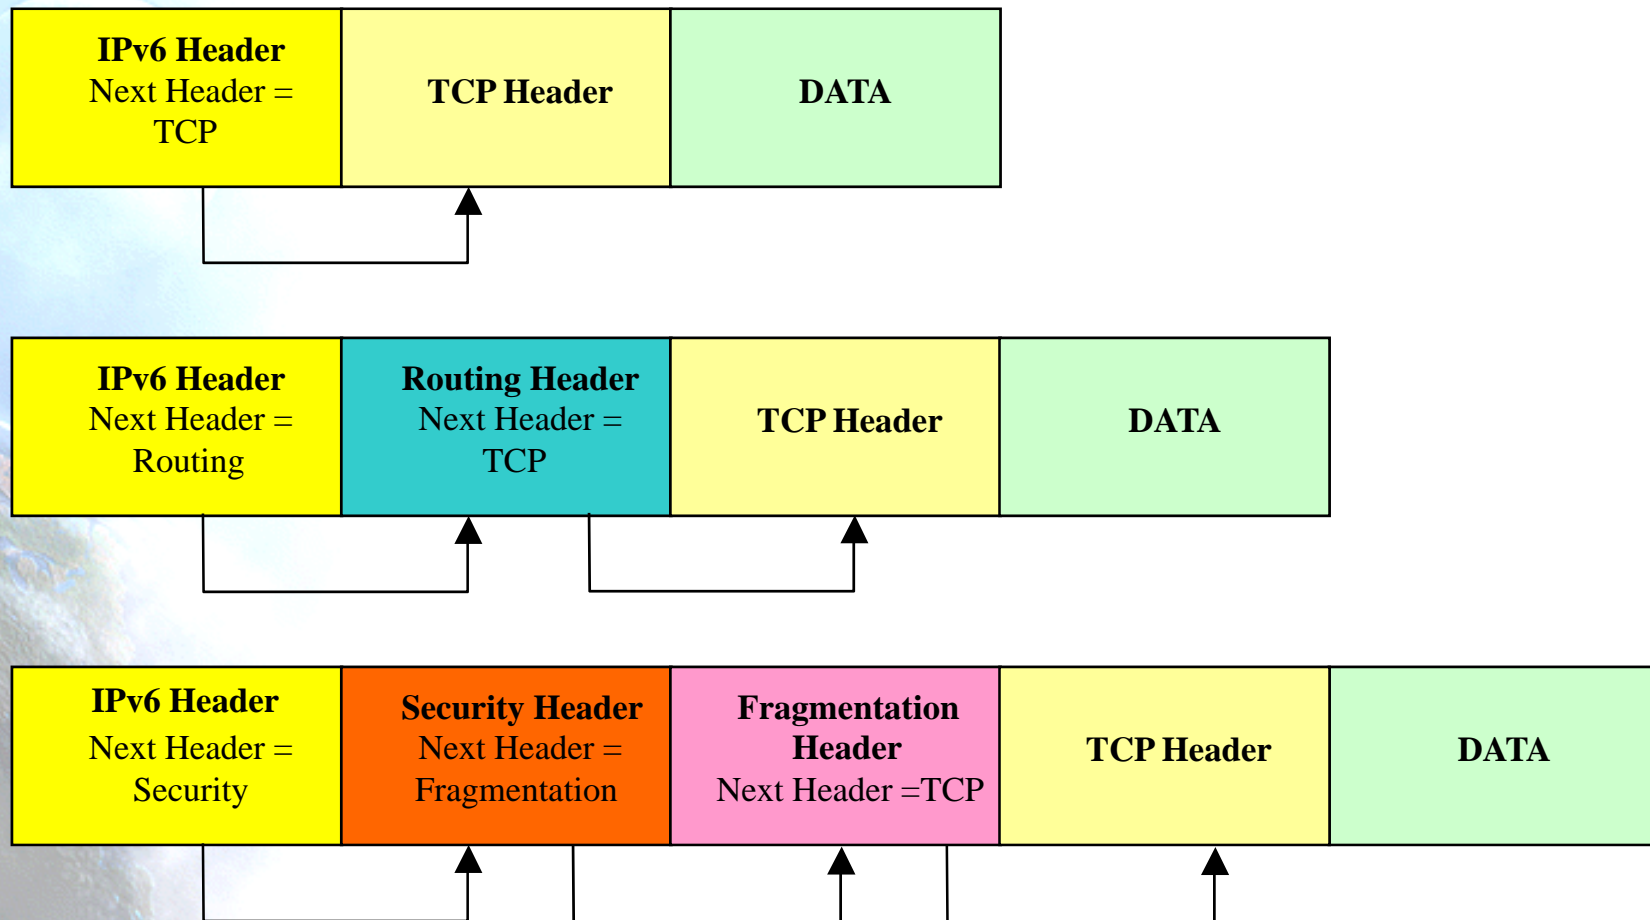 IPv6 Header
Next Header =
TCP
TCP Header
DATA
IPv6 Header
Next Header =
Routing
Routing Header
Next Header =
TCP
TCP Header
DATA
IPv6 Header
Next Header =
Security
Security Header
Next Header =
Fragmentation
Fragmentation
Header
Next Header =TCP
TCP Header
DATA